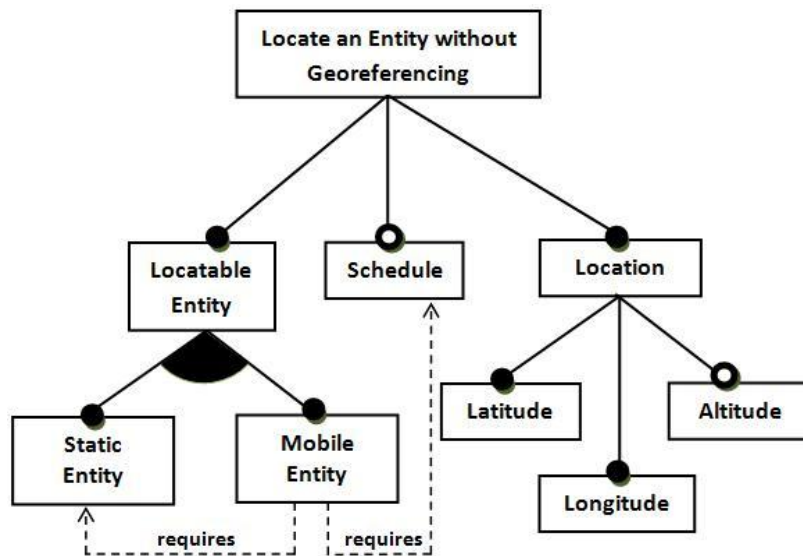 Locate an Entity without
Georeferencing
Locatable
Entity
Schedule
Location
Static
Entity
Mobile
Entity
Latitude
Altitude
Longitude
requires
requires